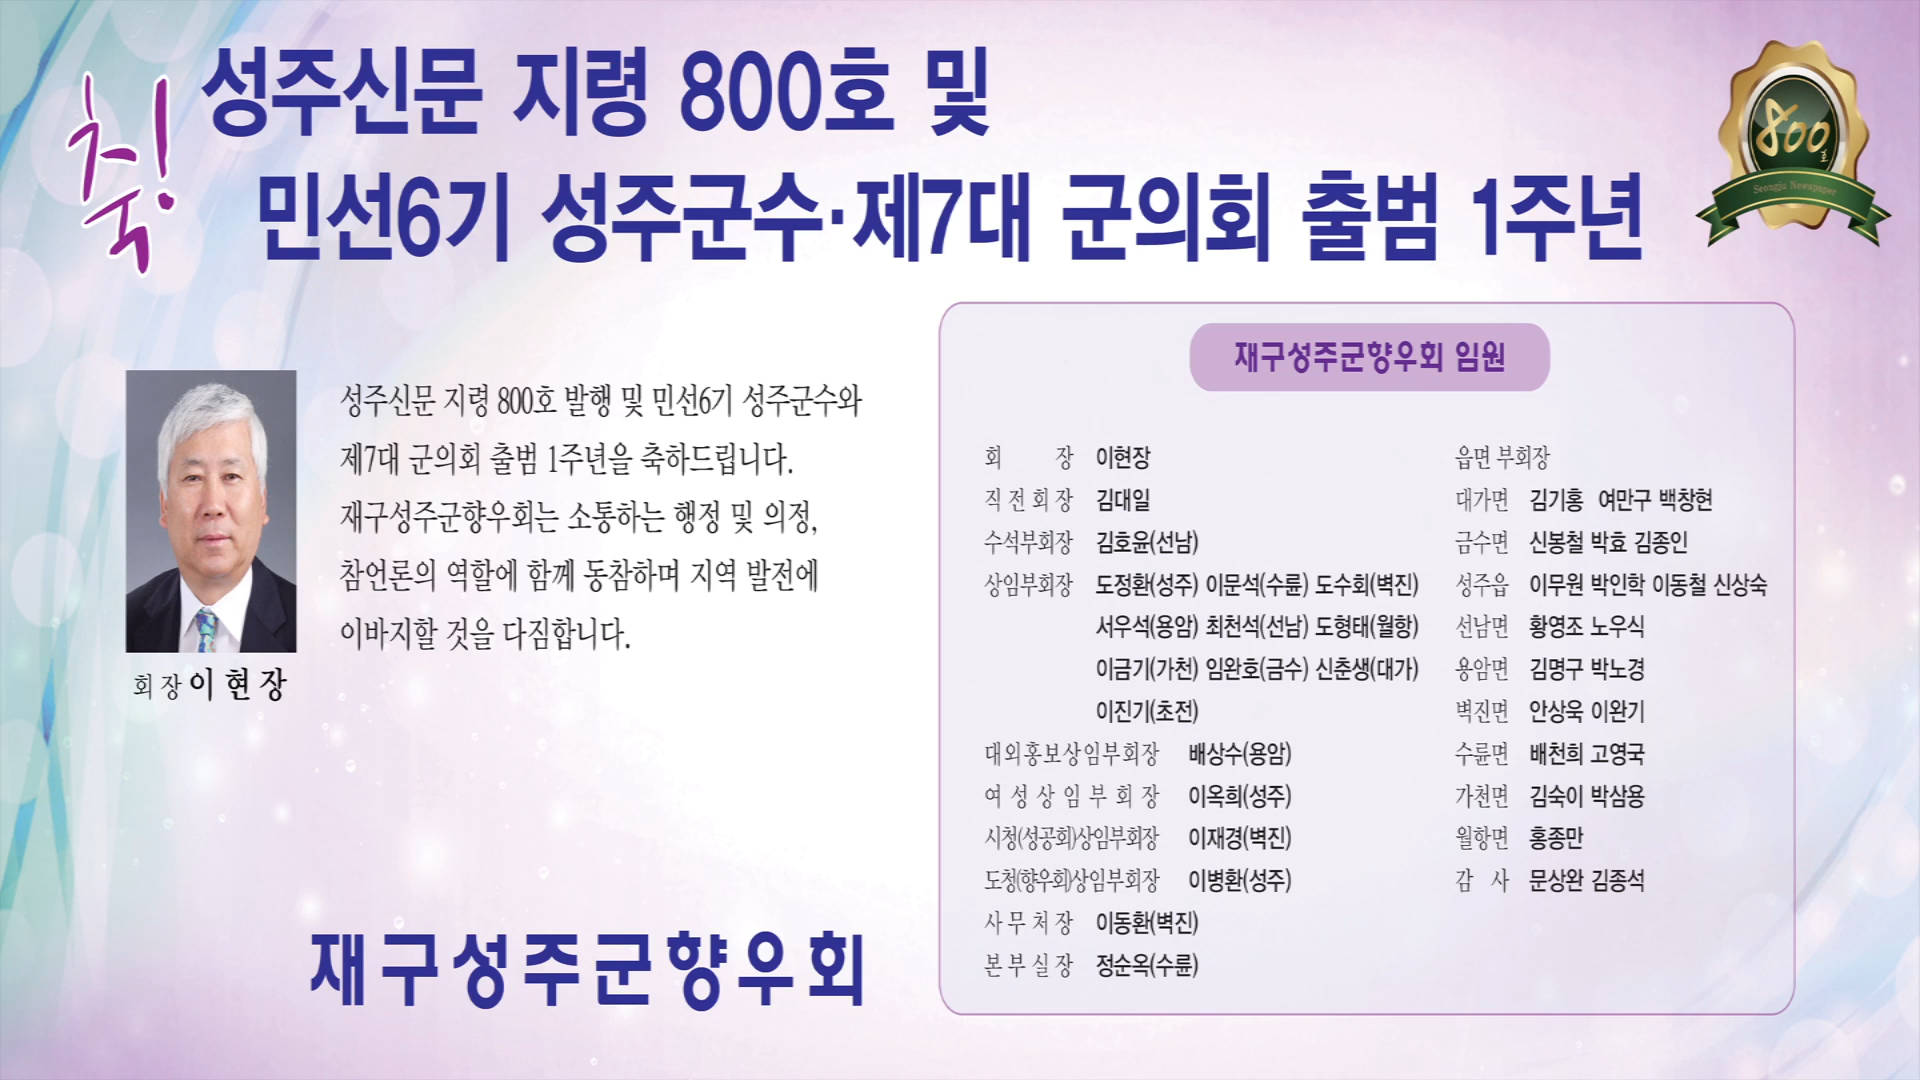 축!
성주신문 지령 800호 및
민선6기 성주군수·제7대 군의회 출범 1주년
800호
Seongju Newspaper
성주신문 지령 800호 발행 및 민선6기 성주군수와
제7대 군의회 출범 1주년을 축하드립니다.
재구성주군향우회는 소통하는 행정 및 의정,
참언론의 역할에 함께 동참하며 지역 발전에
이바지할 것을 다짐합니다.
회장 이현장
재구성주군향우회
재구성주군향우회 임원
회 장 이현장
직전회장 김대일
수석부회장 김호윤(선남)
상임부회장 도정환(성주) 이문석(수륜) 도수회(벽진)
서우석(용암) 최천석(선남) 도형태(월항)
이금기(가천) 임완호(금수) 신춘생(대가)
이진기(초전)
대외홍보상임부회장 배상수(용암)
여성상임부회장 이옥희(성주)
시청(성공회)상임부회장 이재경(벽진)
도청(향우회)상임부회장 이병환(성주)
사무처장 이동환(벽진)
본부실장 정순옥(수륜)
읍면 부회장
대가면 김기홍 여만구 백창현
금수면 신봉철 박효 김종인
성주읍 이무원 박인학 이동철 신상숙
선남면 황영조 노우식
용암면 김명구 박노경
벽진면 안상욱 이완기
수륜면 배천희 고영국
가천면 김숙이 박삼용
월항면 홍종만
감 사 문상완 김종석